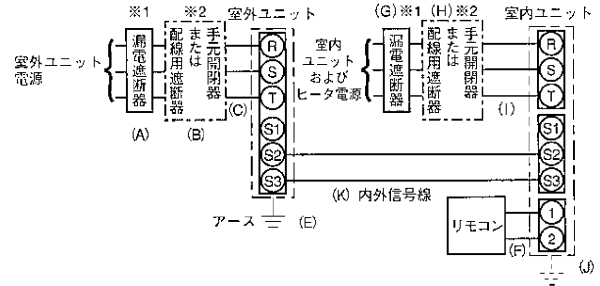 ※1
※2
室外ユニット
(G)※1
(H)※2
室内ユニット
室外ユニット
電源
漏電遮断器
手元開閉器
または
配線用遮断器
R
S
T
S1
S2
S3
(A)
(B)
(C)
アース
(E)
室内
ユニット
および
ヒータ電源
漏電遮断器
手元開閉器
または
配線用遮断器
(I)
R
S
T
S1
S2
S3
(K) 内外信号線
リモコン
1
2
(F)
(J)